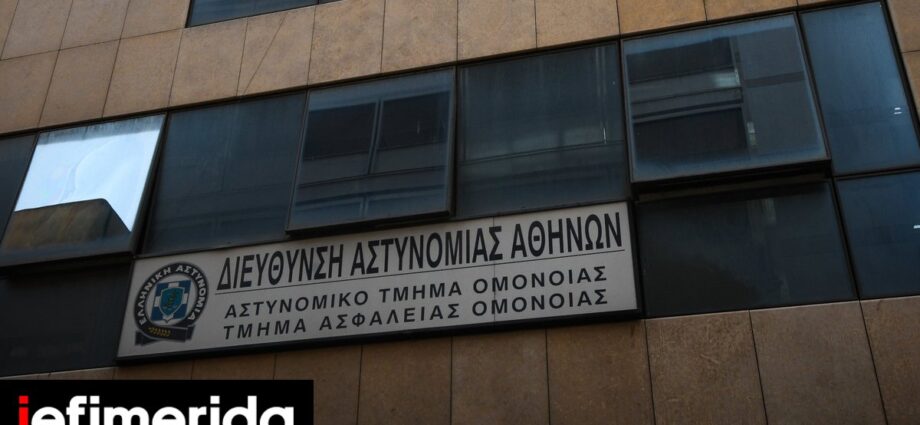 ΔΙΕΥΘΥΝΣΗ ΑΣΤΥΝΟΜΙΑΣ ΑΘΗΝΩΝ
ΑΣΤΥΝΟΜΙΚΟ ΤΜΗΜΑ ΟΜΟΝΟΙΑΣ
ΤΜΗΜΑ ΑΣΦΑΛΕΙΑΣ ΟΜΟΝΟΙΑΣ
ΕΛΛΗΝΙΚΗ ΑΣΤΥΝΟΜΙΑ
iefimerida